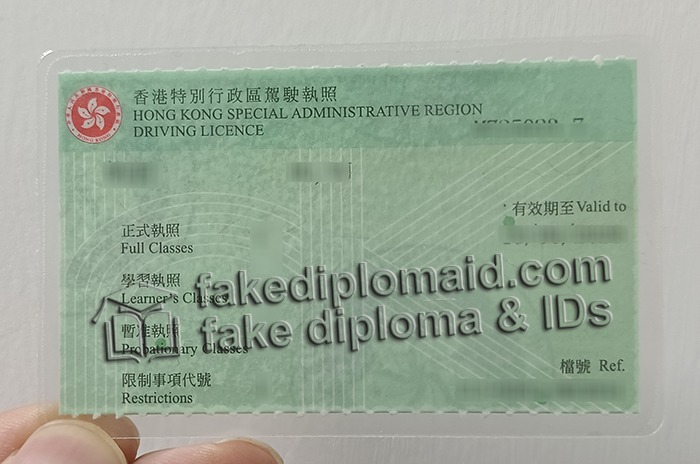 香港特別行政區駕駛執照
HONG KONG SPECIAL ADMINISTRATIVE REGION
DRIVING LICENCE
HONG KONG
有效期至 Valid to
正式執照
Full Classes
學習執照
Learner's Classes
暫准執照
Probationary Classes
限制事項代號
Restrictions
檔號 Ref.
fakediplomaid.com
fake diploma & IDs